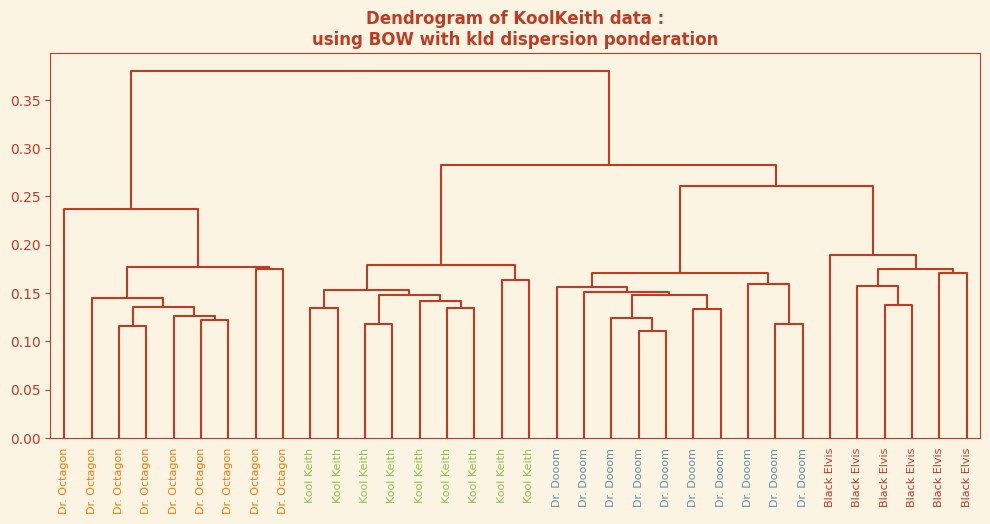 Dendrogram of KoolKeith data :
using BOW with kld dispersion ponderation
0.35
0.30
0.25
0.20
0.15
0.10
0.05
0.00
Dr. Octagon
Dr. Octagon
Dr. Octagon
Dr. Octagon
Dr. Octagon
Dr. Octagon
Dr. Octagon
Dr. Octagon
Dr. Octagon
Kool Keith
Kool Keith
Kool Keith
Kool Keith
Kool Keith
Kool Keith
Kool Keith
Kool Keith
Kool Keith
Dr. Dooom
Dr. Dooom
Dr. Dooom
Dr. Dooom
Dr. Dooom
Dr. Dooom
Dr. Dooom
Dr. Dooom
Dr. Dooom
Dr. Dooom
Black Elvis
Black Elvis
Black Elvis
Black Elvis
Black Elvis
Black Elvis